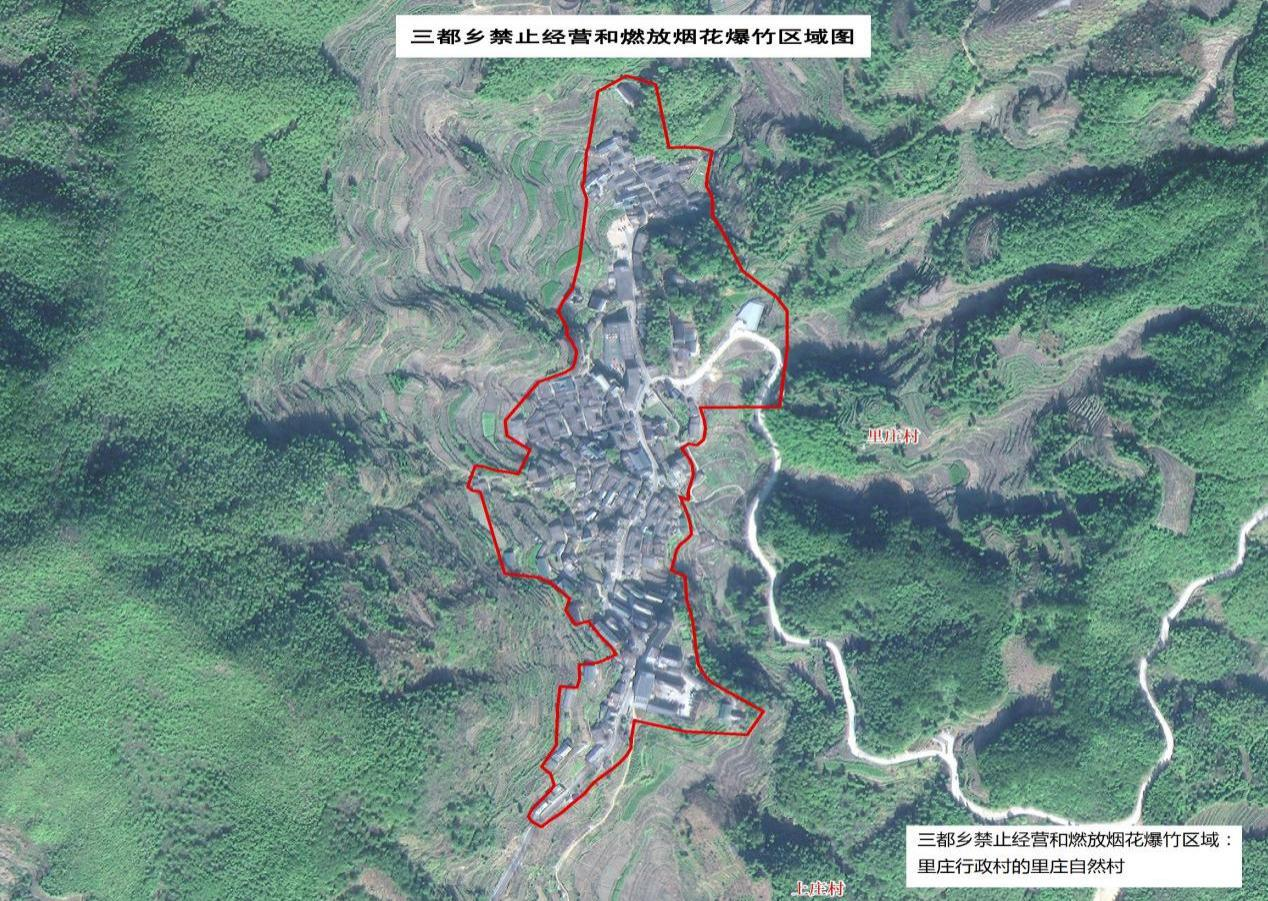 三都乡禁止经营和燃放烟花爆竹区域图
里庄村
三都乡禁止经营和燃放烟花爆竹区域：
里庄行政村的里庄自然村
上庄村